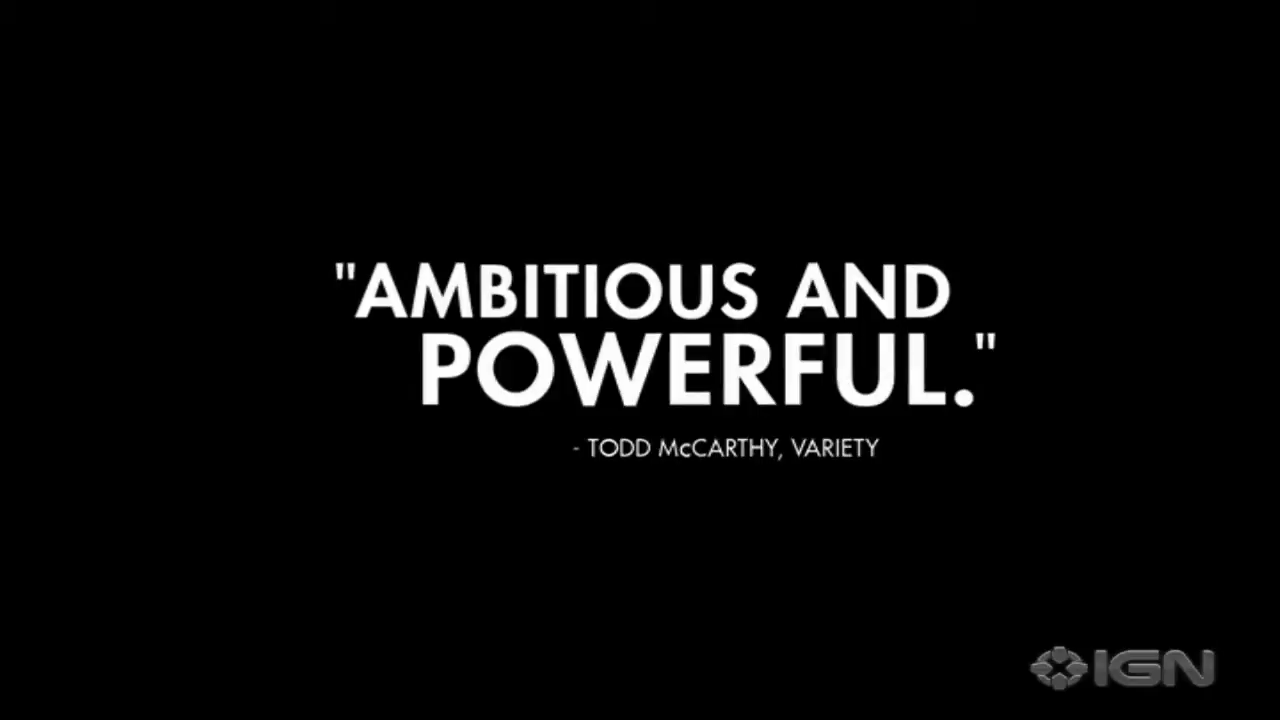 "AMBITIOUS AND
POWERFUL."
- TODD McCARTHY, VARIETY
IGN